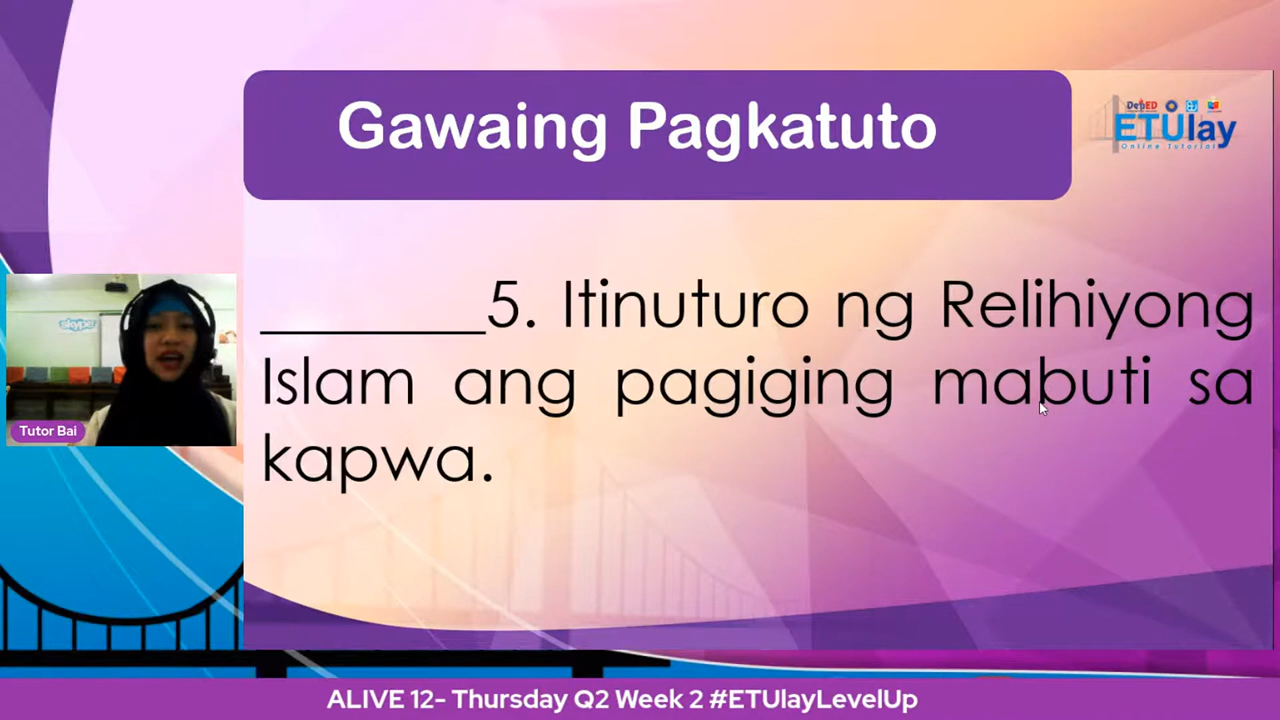 Gawaing Pagkatuto
DepED
ETUlay
Online Tutorial
_______5. Itinuturo ng Relihiyong
Islam ang pagiging mabuti sa
kapwa.
skype
Tutor Bai
ALIVE 12- Thursday Q2 Week 2 #ETUlayLevelUp